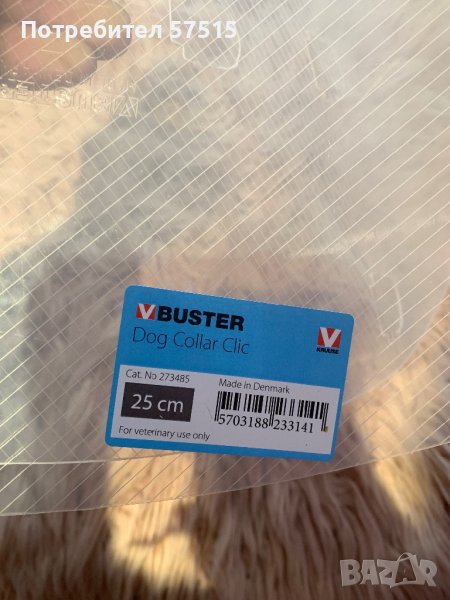 Потребител 57515
BUSTER
Dog Collar Clic
KRUUSE
Cat. No 273485
Made in Denmark
25 cm
5703188 233141
For veterinary use only
BAZAR